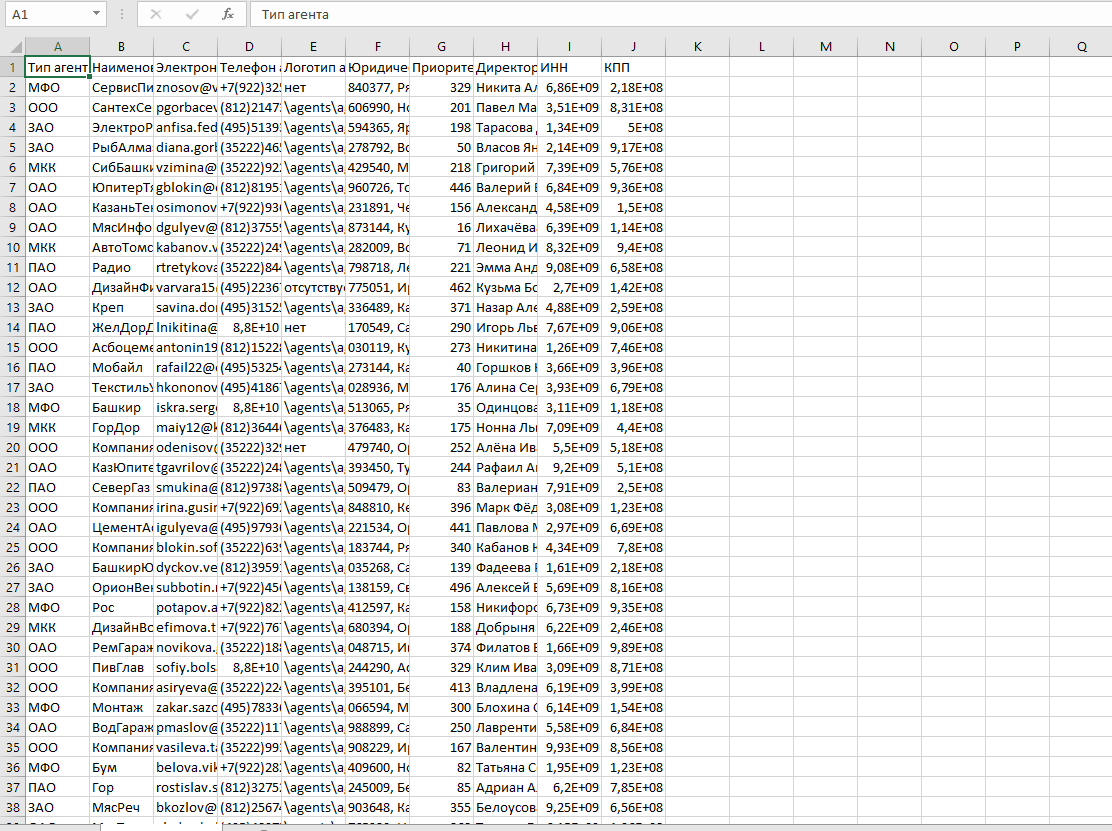 A1 fx Тип агента
A B C D E F G H I J K L M N O P Q
1 Тип агент Наименов Электрон Телефон Логотип а Юридиче Приорите Директор ИНН КПП
2 МФО СервисПи znosov@v +7(922)32 нет 840377, Ря 329 Никита Ал 6,86E+09 2,18E+08
3 ООО СантехСе pgorbacev (812)2147 \agents\a 606990, Но 201 Павел Ма 3,51E+09 8,31E+08
4 ЗАО ЭлектроР anfisa.fed (495)5139 \agents\a 594365, Яр 198 Тарасова 1,34E+09 5E+08
5 ЗАО РыбАлма diana.gorl (35222)46 \agents\a 278792, Во 50 Власов Ян 2,14E+09 9,17E+08
6 МКК СибБашки vzimina@ (35222)92 \agents\a 429540, М 218 Григорий 7,39E+09 5,76E+08
7 ОАО ЮпитерТя gblokin@ (812)8195 \agents\a 960726, То 446 Валерий 6,84E+09 9,36E+08
8 ОАО КазаньТе osimonov +7(922)93 \agents\a 231891, Че 156 Александ 4,58E+09 1,5E+08
9 ОАО МясИнфо dgulyev@ (812)3755 \agents\a 873144, Ку 16 Лихачёва 6,39E+09 1,14E+08
10 МКК АвтоТомс kabanov.v (35222)24 \agents\a 282009, Во 71 Леонид И 8,32E+09 9,4E+08
11 ПАО Радио rtretykova (35222)84 \agents\a 798718, Ле 221 Эмма Анд 9,08E+09 6,58E+08
12 ОАО ДизайнФи varvara15 (495)2236 отсутству 775051, Ир 462 Кузьма Бо 2,7E+09 1,42E+08
13 ЗАО Креп savina.do (495)3152 \agents\a 336489, Ка 371 Назар Але 4,88E+09 2,59E+08
14 ПАО ЖелДорД lnikitina@ 8,8E+10 нет 170549, Са 290 Игорь Льв 7,67E+09 9,06E+08
15 ООО Асбоцеме antonin19 (812)1522 \agents\a 030119, Ку 273 Никитина 1,26E+09 7,46E+08
16 ПАО Мобайл rafail22@ (495)5325 \agents\a 273144, Ка 40 Горшков 3,66E+09 3,96E+08
17 ЗАО Текстиль hkononov (495)4186 \agents\a 028936, М 176 Алина Сер 3,93E+09 6,79E+08
18 МФО Башкир iskra.serg 8,8E+10 \agents\a 513065, Ря 35 Одинцова 3,11E+09 1,18E+08
19 МКК ГорДор maiy12@k (812)3644 \agents\a 376483, Ка 175 Нонна Ль 7,09E+09 4,4E+08
20 ООО Компания odenisov (35222)32 нет 479740, Ор 252 Алёна Ива 5,5E+09 5,18E+08
21 ОАО КазЮпите tgavrilov@ (35222)24 \agents\a 393450, Ту 244 Рафаил А 9,2E+09 5,1E+08
22 ПАО СеверГаз smukina@ (812)9738 \agents\a 509479, Ор 83 Валериан 7,91E+09 2,5E+08
23 ООО Компания irina.gusir +7(922)69 \agents\a 848810, Ке 396 Марк Фёд 3,08E+09 1,23E+08
24 ОАО ЦементА igulyeva@ (495)9793 \agents\a 221534, Ор 441 Павлова 2,97E+09 6,69E+08
25 ООО Компания blokin.sof (35222)63 \agents\a 183744, Ря 340 Кабанов 4,34E+09 7,8E+08
26 ЗАО БашкирЮ dyckov.ve (812)3959 \agents\a 035268, Са 139 Фадеева 1,61E+09 2,18E+08
27 ЗАО ОрионВе subbotin. +7(922)45 \agents\a 138159, Св 496 Алексей 5,69E+09 8,16E+08
28 МФО Рос potapov.a +7(922)82 \agents\a 412597, Ка 158 Никифоро 6,73E+09 9,35E+08
29 МКК ДизайнВо efimova.t +7(922)76 \agents\a 680394, Ор 188 Добрыня 6,22E+09 2,46E+08
30 ОАО РемГараж novikova. (35222)18 \agents\a 048715, Ив 374 Филатов 1,66E+09 9,89E+08
31 ООО ПивГлав sofiy.bols 8,8E+10 \agents\a 244290, Ас 329 Клим Ива 3,09E+09 8,71E+08
32 ООО Компания asiryeva@ (35222)22 \agents\a 395101, Бе 413 Владлена 6,19E+09 3,99E+08
33 МФО Монтаж zakar.sazo (495)7833 \agents\a 066594, М 300 Блохина 6,14E+09 1,54E+08
34 ОАО ВодГараж pmaslov@ (35222)11 \agents\a 988899, Са 250 Лавренти 5,58E+09 6,84E+08
35 ООО Компания vasileva.t (35222)99 \agents\a 908229, Ир 167 Валентин 9,93E+09 8,56E+08
36 МФО Бум belova.vik +7(922)28 \agents\a 409600, Но 82 Татьяна С 1,95E+09 1,23E+08
37 ПАО Гор rostislav.s (812)3275 \agents\a 245009, Бе 85 Адриан А 6,2E+09 7,85E+08
38 ЗАО МясРеч bkozlov@ (812)2567 \agents\a 903648, Ка 355 Белоусов 9,25E+09 6,56E+08